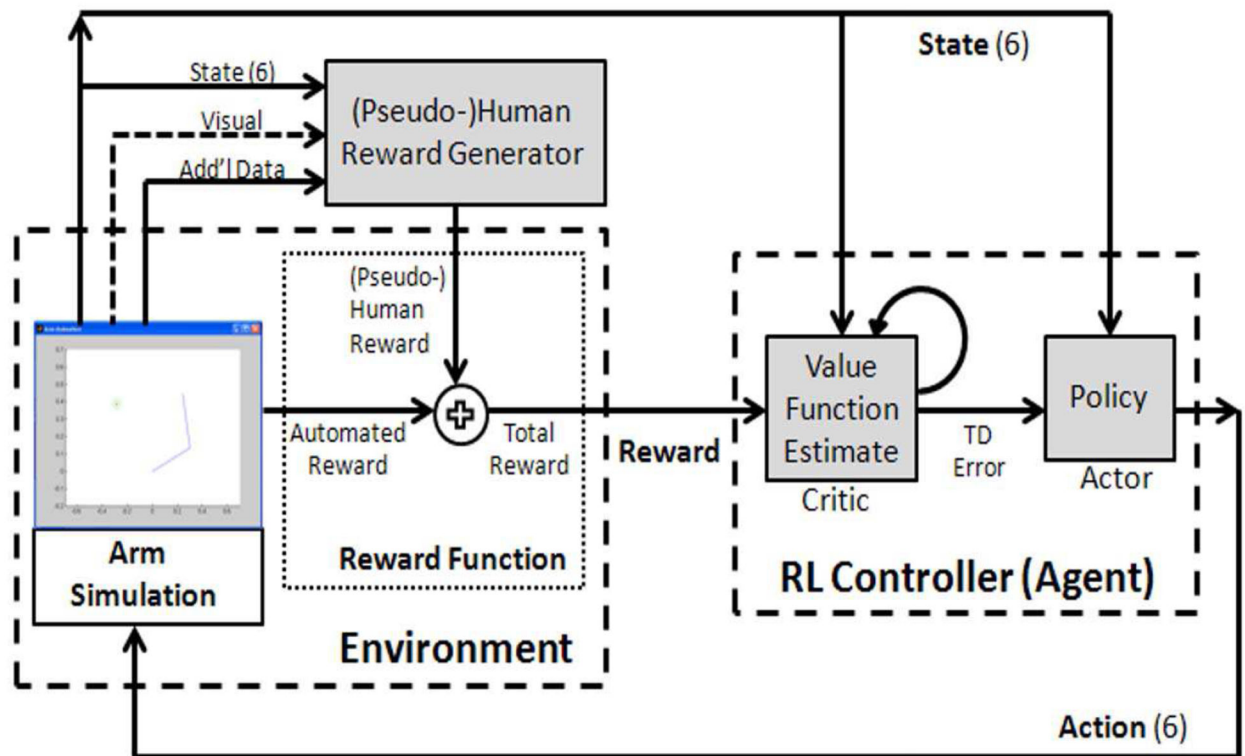 State (6)
State (6)
Visual
Add'l Data
(Pseudo-)Human
Reward Generator
(Pseudo-)
Human
Reward
Automated
Reward
Total
Reward
Reward
Reward Function
Arm
Simulation
Environment
Value
Function
Estimate
Critic
TD
Error
Policy
Actor
RL Controller (Agent)
Action (6)